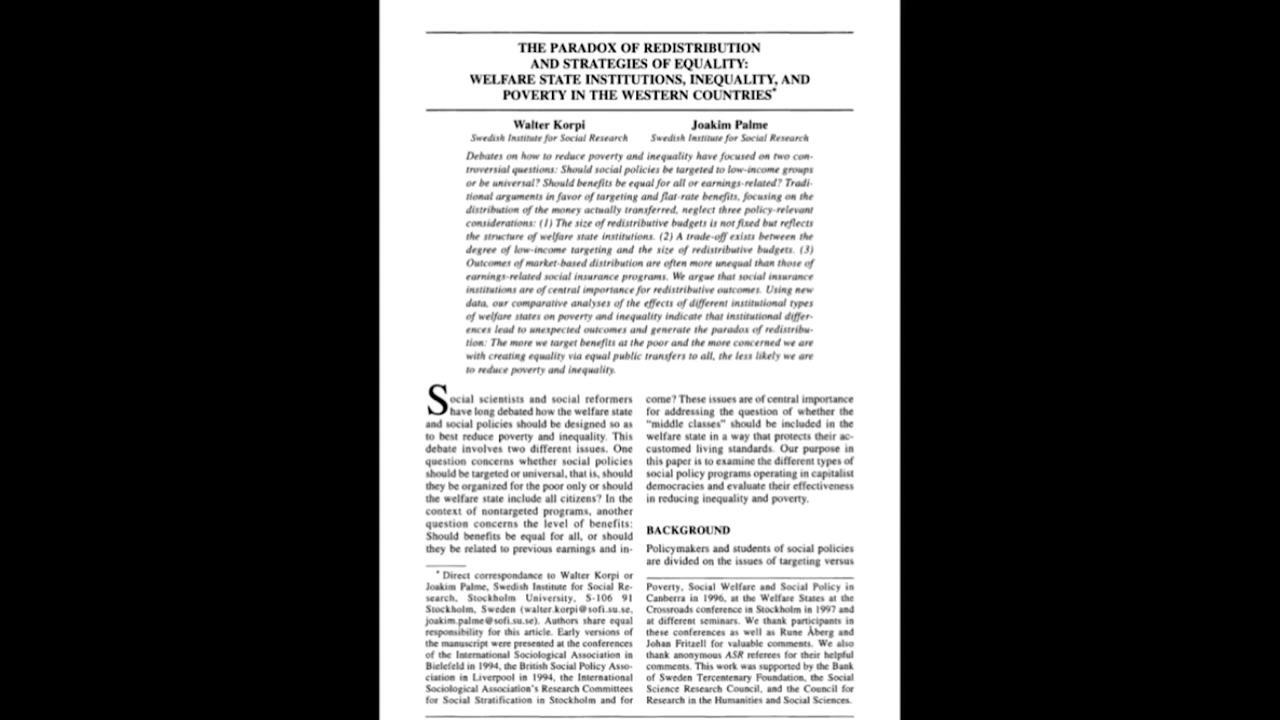 THE PARADOX OF REDISTRIBUTION
AND STRATEGIES OF EQUALITY:
WELFARE STATE INSTITUTIONS, INEQUALITY, AND
POVERTY IN THE WESTERN COUNTRIES*
Walter Korpi Joakim Palme
Swedish Institute for Social Research Swedish Institute for Social Research
Debates on how to reduce poverty and inequality have focused on two con-
troversial questions: Should social policies be targeted to low-income groups
or be universal? Should benefits be equal for all or earnings-related? Tradi-
tional arguments in favor of targeting and flat-rate benefits, focusing on the
distribution of the money actually transferred, neglect three policy-relevant
considerations: (1) The size of redistributive budgets is not fixed but reflects
the structure of welfare state institutions. (2) A trade-off exists between the
degree of low-income targeting and the size of redistributive budgets. (3)
Outcomes of market-based distribution are often more unequal than those of
earnings-related social insurance programs. We argue that social insurance
institutions are of central importance for redistributive outcomes. Using new
data, our comparative analyses of the effects of different institutional types
of welfare states on poverty and inequality indicate that institutional differ-
ences lead to unexpected outcomes and generate the paradox of redistribu-
tion: The more we target benefits at the poor and the more concerned we are
with creating equality via equal public transfers to all, the less likely we are
to reduce poverty and inequality.
Social scientists and social reformers
have long debated how the welfare state
and social policies should be designed so as
to best reduce poverty and inequality. This
debate involves two different issues. One
question concerns whether social policies
should be targeted or universal, that is, should
they be organized for the poor only or should
the welfare state include all citizens? In the
context of nontargeted programs, another
question concerns the level of benefits:
Should benefits be equal for all, or should
they be related to previous earnings and in-
* Direct correspondence to Walter Korpi or
Joakim Palme, Swedish Institute for Social Re-
search, Stockholm University, S-106 91
Stockholm, Sweden (walter.korpi@sofi.su.se,
joakim.palme@sofi.su.se). Authors share equal
responsibility for this article. Early versions of
the manuscript were presented at the conferences
of the International Sociological Association in
Bielefeld in 1994, the British Social Policy Asso-
ciation in Liverpool in 1994, the International
Sociological Association's Research Committees
for Social Stratification in Stockholm and for
come? These issues are of central importance
for addressing the question of whether the
"middle classes" should be included in the
welfare state in a way that protects their ac-
customed living standards. Our purpose in
this paper is to examine the different types of
social policy programs operating in capitalist
democracies and evaluate their effectiveness
in reducing inequality and poverty.
BACKGROUND
Policymakers and students of social policies
are divided on the issues of targeting versus
Poverty, Social Welfare and Social Policy in
Canberra in 1996, at the Welfare States at the
Crossroads conference in Stockholm in 1997 and
at different seminars. We thank participants in
these conferences as well as Rune Åberg and
Johan Fritzell for valuable comments. We also
thank anonymous ASR referees for their helpful
comments. This work was supported by the Bank
of Sweden Tercentenary Foundation, the Social
Science Research Council, and the Council for
Research in the Humanities and Social Sciences.